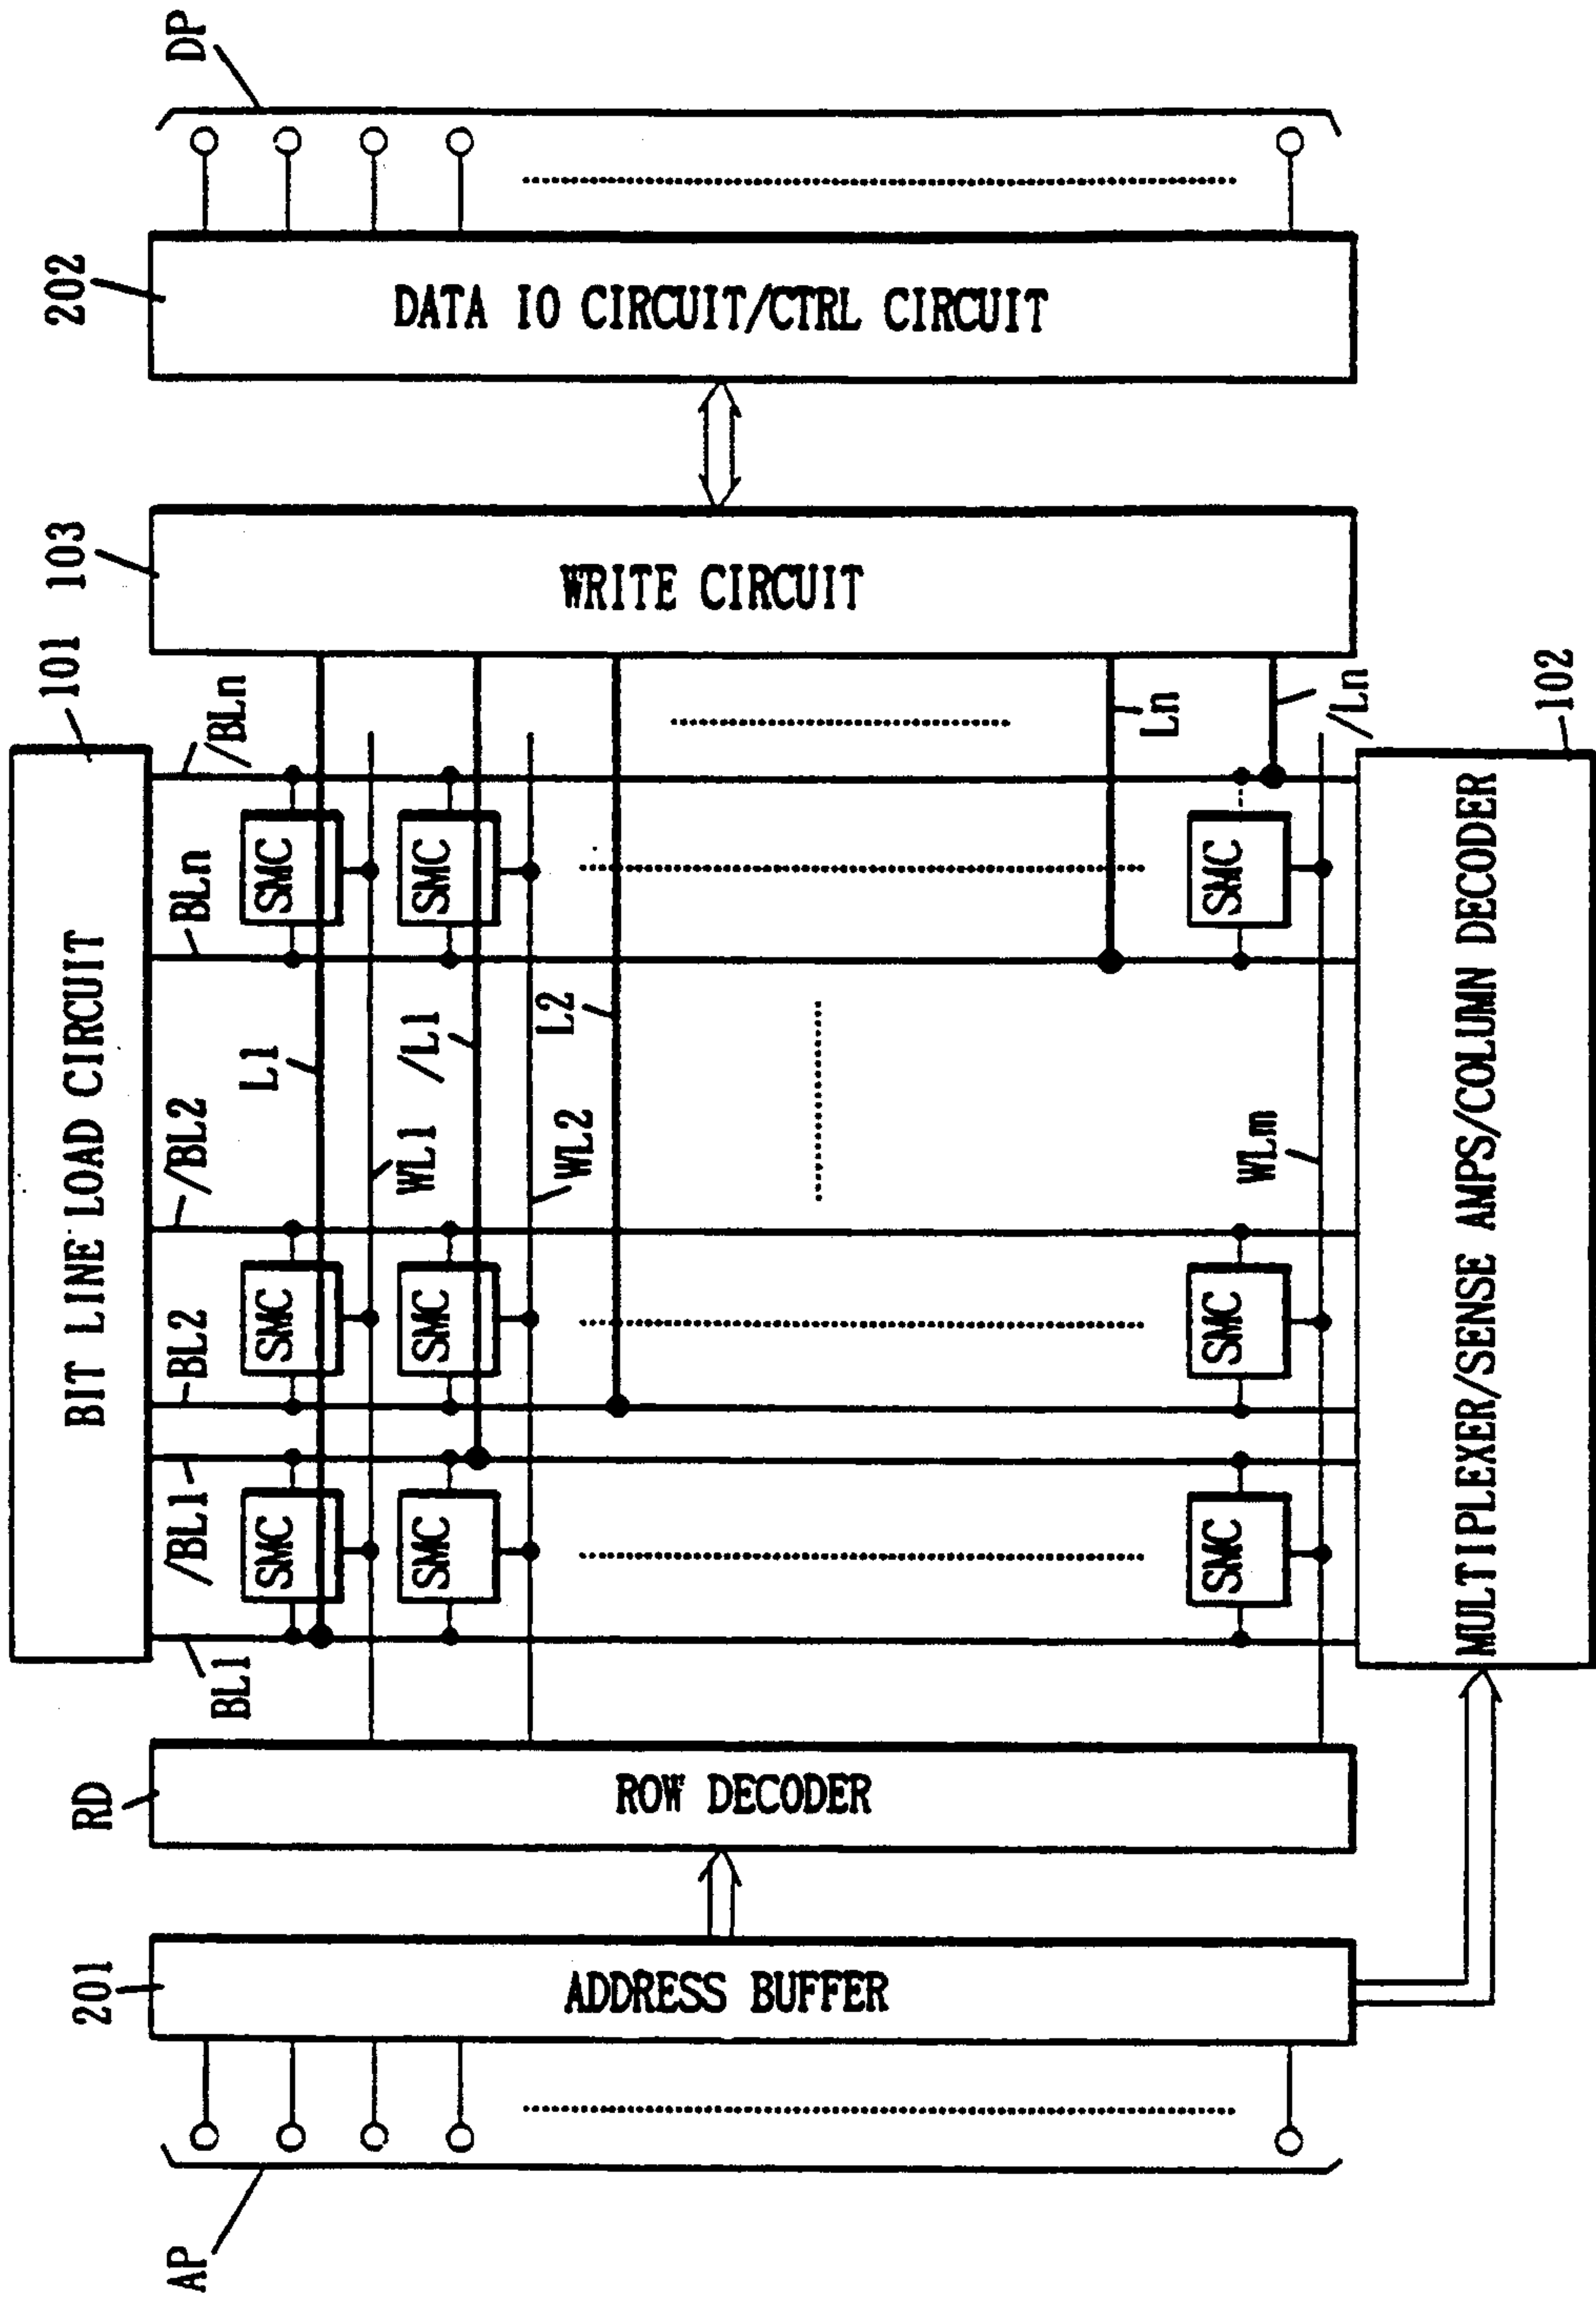 101
BIT LINE LOAD CIRCUIT
BL1
/BL1
BL2
/BL2
BLn
/BLn
AP
201
ADDRESS BUFFER
RD
ROW DECODER
SMC
SMC
SMC
L1
WL1
SMC
SMC
SMC
/L1
WL2
L2
SMC
SMC
SMC
WLm
Ln
/Ln
103
WRITE CIRCUIT
202
DATA IO CIRCUIT/CTRL CIRCUIT
DP
MULTIPLEXER/SENSE AMPS/COLUMN DECODER
102